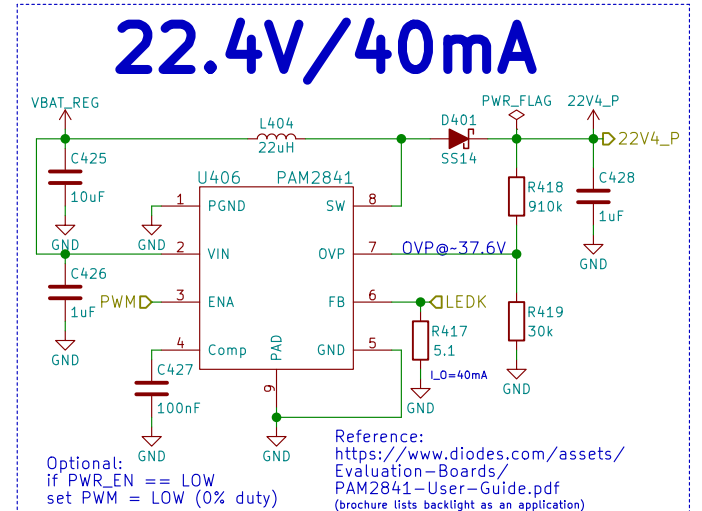 22.4V/40mA
VBAT_REG
PWR_FLAG
22V4_P
L404
22uH
D401
SS14
22V4_P
C425
10uF
GND
U406
PAM2841
1
PGND
SW
8
GND
R418
910k
C428
1uF
GND
2
VIN
OVP
7
OVP@~37.6V
C426
1uF
GND
PWM
3
ENA
FB
6
LEDK
R417
5.1
I_O=40mA
GND
R419
30k
GND
4
Comp
GND
5
PAD
9
C427
100nF
GND
GND
Optional:
if PWR_EN == LOW
set PWM = LOW (0% duty)
Reference:
https://www.diodes.com/assets/
Evaluation-Boards/
PAM2841-User-Guide.pdf
(brochure lists backlight as an application)